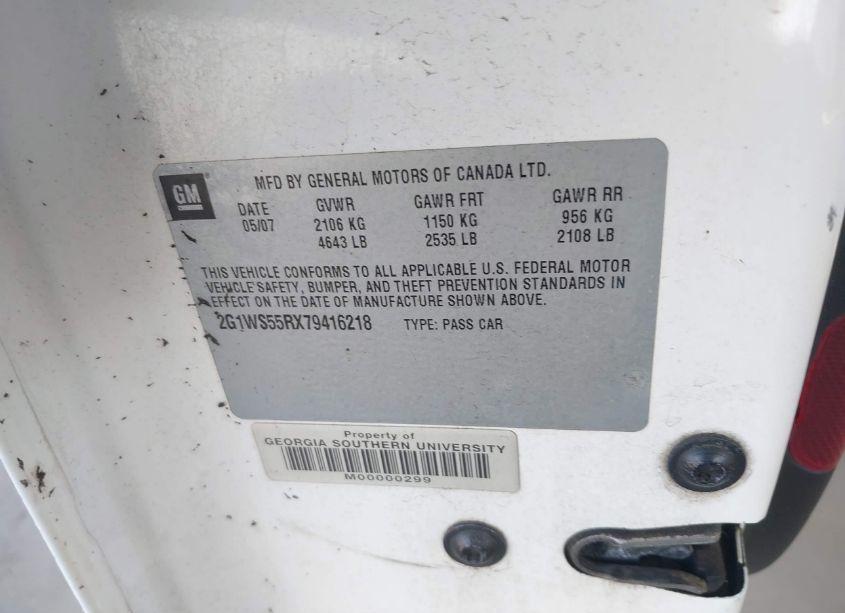 GM
MFD BY GENERAL MOTORS OF CANADA LTD.
DATE GVWR GAWR FRT GAWR RR
05/07 2106 KG 1150 KG 956 KG
4643 LB 2535 LB 2108 LB
THIS VEHICLE CONFORMS TO ALL APPLICABLE U.S. FEDERAL MOTOR
VEHICLE SAFETY, BUMPER, AND THEFT PREVENTION STANDARDS IN
EFFECT ON THE DATE OF MANUFACTURE SHOWN ABOVE.
2G1WS55RX79416218 TYPE: PASS CAR
Property of
GEORGIA SOUTHERN UNIVERSITY
M00000299